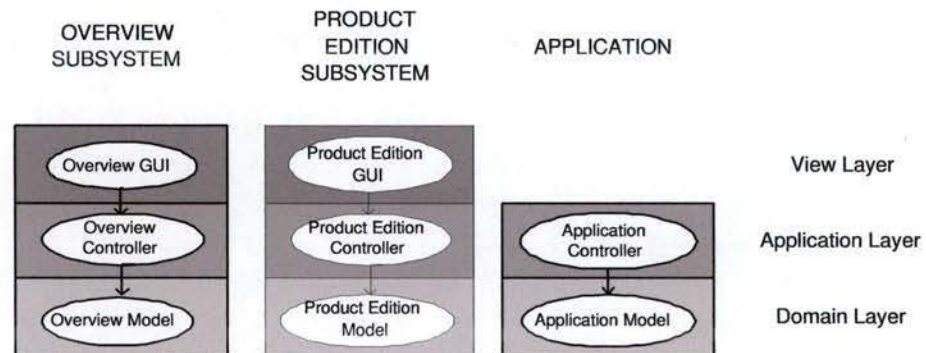 OVERVIEW
SUBSYSTEM
PRODUCT
EDITION
SUBSYSTEM
APPLICATION
Overview GUI
Product Edition
GUI
View Layer
Overview
Controller
Product Edition
Controller
Application
Controller
Application Layer
Overview Model
Product Edition
Model
Application Model
Domain Layer